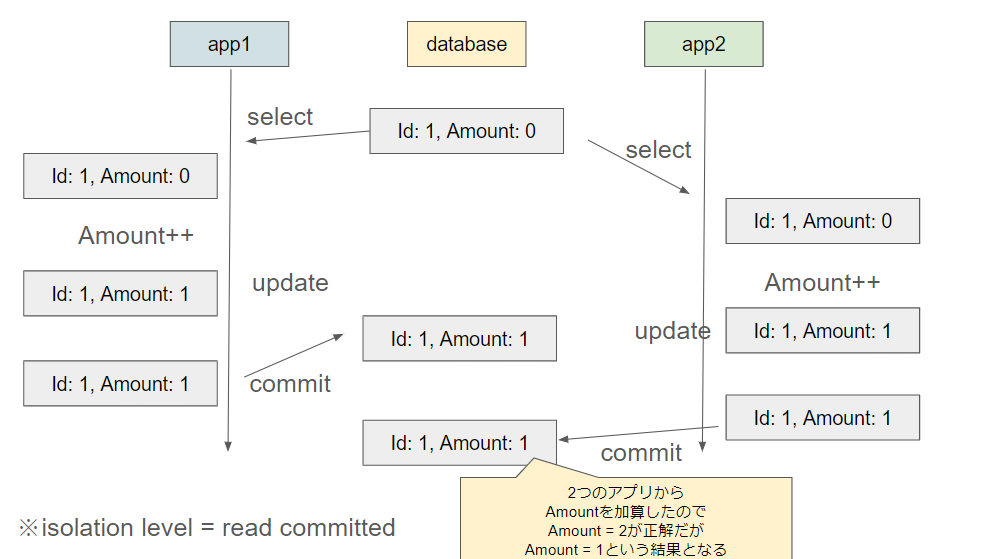 app1
database
app2
select
Id: 1, Amount: 0
select
Id: 1, Amount: 0
Id: 1, Amount: 0
Amount++
Amount++
update
Id: 1, Amount: 1
Id: 1, Amount: 1
update
Id: 1, Amount: 1
Id: 1, Amount: 1
commit
Id: 1, Amount: 1
Id: 1, Amount: 1
commit
2つのアプリから
Amountを加算したので
Amount = 2が正解だが
Amount = 1という結果となる
※isolation level = read committed